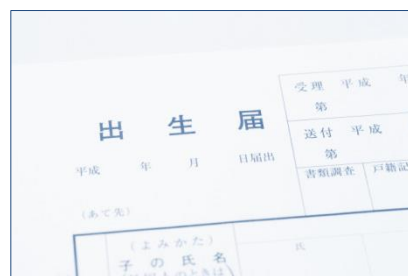 受理 平成 年
第
出生届
送付 平成
第
平成 年 月 日届出
書類調査 戸籍記
(あて先)
(よみかた)
子の氏名
氏